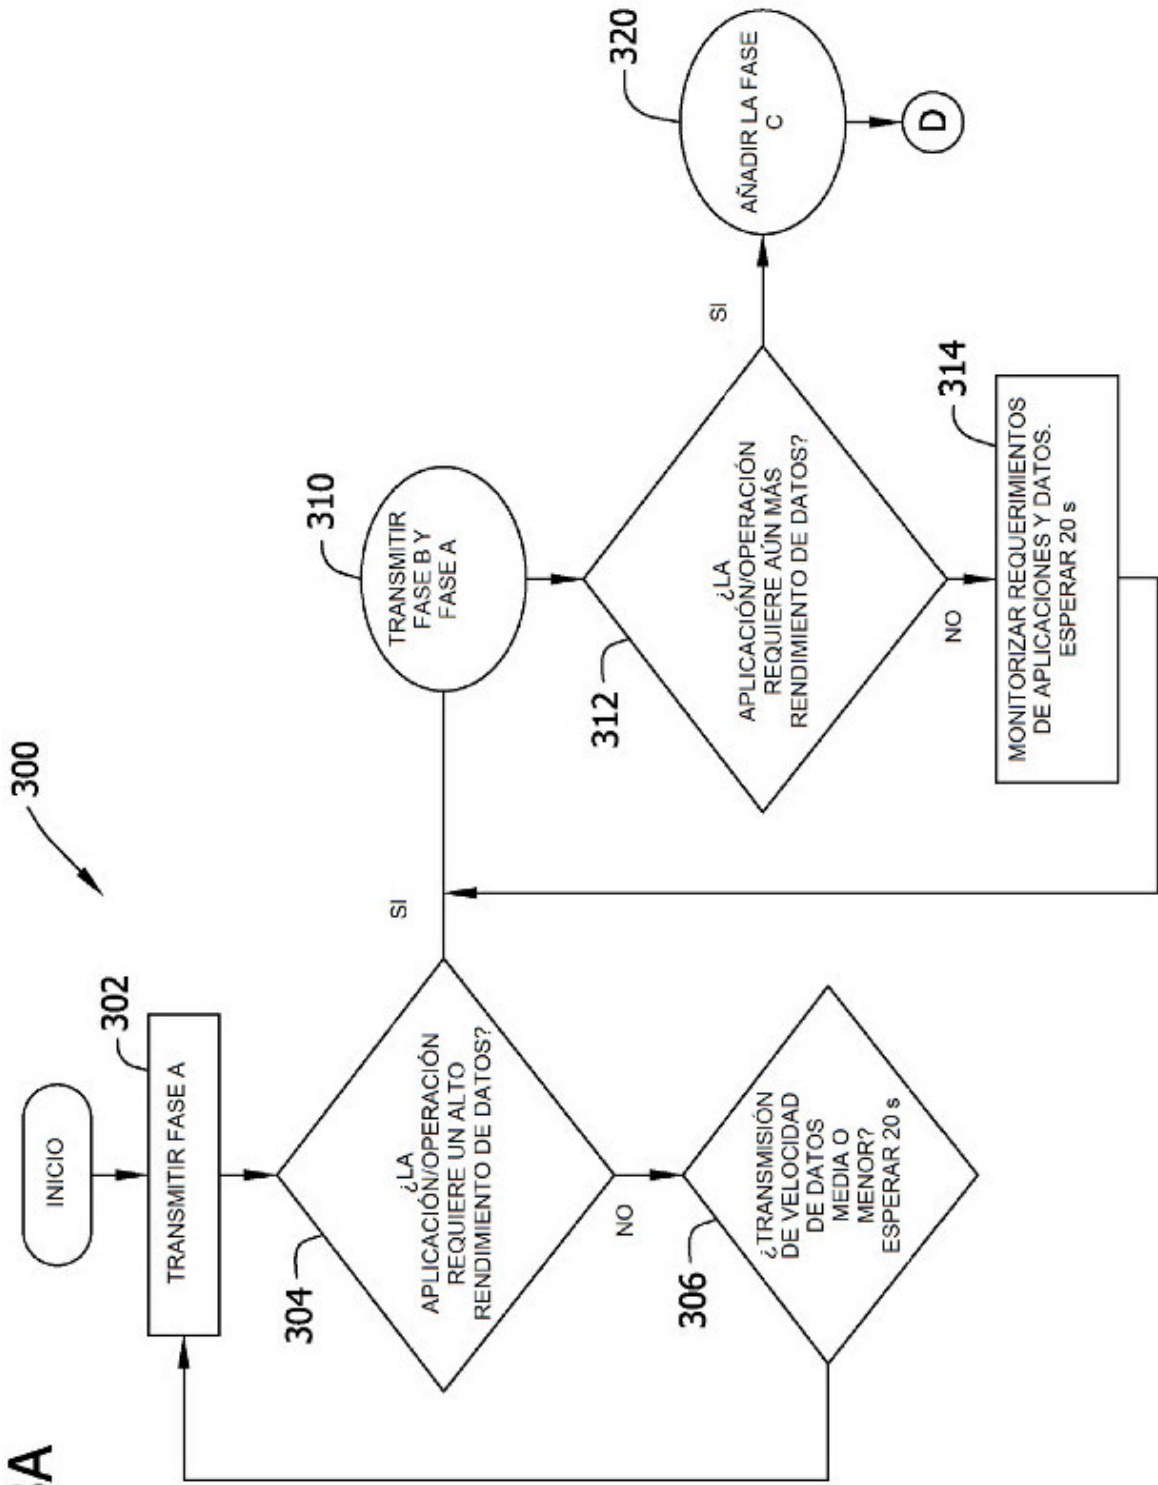 300
INICIO
302
TRANSMITIR FASE A
304
¿LA
APLICACIÓN/OPERACIÓN
REQUIERE UN ALTO
RENDIMIENTO DE DATOS?
SI
NO
306
¿TRANSMISIÓN
DE VELOCIDAD
DE DATOS
MEDIA O
MENOR?
ESPERAR 20 s
310
TRANSMITIR
FASE B Y
FASE A
312
¿LA
APLICACIÓN/OPERACIÓN
REQUIERE AÚN MÁS
RENDIMIENTO DE DATOS?
SI
NO
314
MONITORIZAR REQUERIMIENTOS
DE APLICACIONES Y DATOS.
ESPERAR 20 s
320
AÑADIR LA FASE
C
D